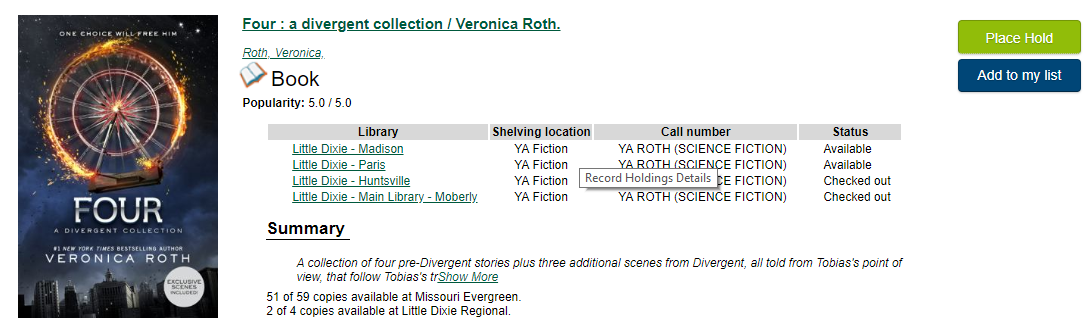 ONE CHOICE WILL FREE HIM
FOUR
A DIVERGENT COLLECTION
#1 NEW YORK TIMES BESTSELLING AUTHOR
VERONICA ROTH
EXCLUSIVE
SCENES
INCLUDED!
Four : a divergent collection / Veronica Roth.
Roth, Veronica,
Book
Popularity: 5.0 / 5.0
Place Hold
Add to my list
Library Shelving location Call number Status
Little Dixie - Madison YA Fiction YA ROTH (SCIENCE FICTION) Available
Little Dixie - Paris YA Fiction YA ROTH (SCIENCE FICTION) Available
Little Dixie - Huntsville YA Fiction FICTION) Checked out
Record Holdings Details
Little Dixie - Main Library - Moberly YA Fiction YA ROTH (SCIENCE FICTION) Checked out
Summary
A collection of four pre-Divergent stories plus three additional scenes from Divergent, all told from Tobias's point of
view, that follow Tobias's trShow More
51 of 59 copies available at Missouri Evergreen.
2 of 4 copies available at Little Dixie Regional.